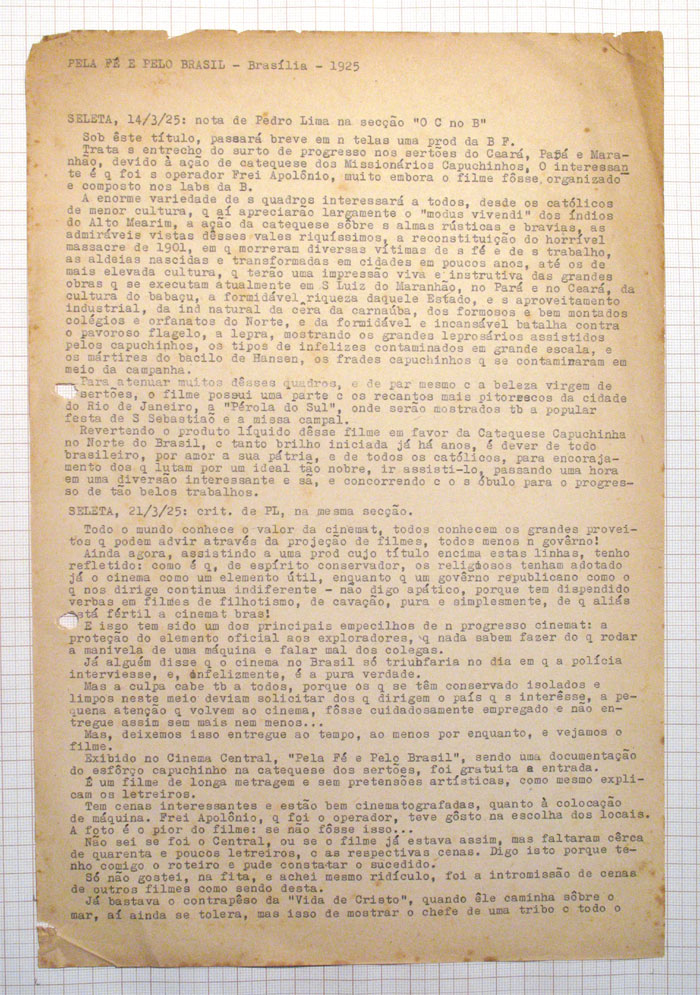 PELA FÉ E PELO BRASIL - Brasília - 1925
SELETA, 14/3/25: nota de Pedro Lima na secção "O C no B"
Sob êste título, passará breve em n telas uma prod da B F.
Trata s entrecho do surto de progresso nos sertões do Ceará, Pará e Mara-
nhão, devido à ação de catequese dos Missionários Capuchinhos, O interessan
te é q foi s operador Frei Apolônio, muito embora o filme fôsse organizado
e composto nos labs da B.
A enorme variedade de s quadros interessará a todos, desde os católicos
de menor cultura, q aí apreciarão largamente o "modus vivendi" dos índios
do Alto Mearim, a ação da catequese sôbre s almas rústicas e bravias, as
admiráveis vistas dêsses vales riquíssimos, a reconstituição do horrível
massacre de 1901, em q morreram diversas vítimas de s fé e de s trabalho,
as aldeias nascidas e transformadas em cidades em poucos anos, até os de
mais elevada cultura, q terão uma impressão viva e instrutiva das grandes
obras q se executam atualmente em S Luiz do Maranhão, no Pará e no Ceará, da
cultura do babaçu, a formidável riqueza daquele Estado, e s aproveitamento
industrial, da ind natural da cêra da carnaúba, dos formosos e bem montados
colégios e orfanatos do Norte, e da formidável e incansável batalha contra
o pavoroso flagelo, a lepra, mostrando os grandes leprosários assistidos
pelos capuchinhos, os tipos de infelizes contaminados em grande escala, e
os mártires do bacilo de Hansen, os frades capuchinhos q se contaminaram em
meio da campanha.
Para atenuar muitos dêsses quadros, e de par mesmo c a beleza virgem de
sertões, o filme possui uma parte c os recantos mais pitorescos da cidade
do Rio de Janeiro, a "Pérola do Sul", onde serão mostrados tb a popular
festa de S Sebastião e a missa campal.
Revertendo o produto líquido dêsse filme em favor da Catequese Capuchinha
no Norte do Brasil, c tanto brilho iniciada já há anos, é dever de todo
brasileiro, por amor a sua pátria, e de todos os católicos, para encoraja-
mento dos q lutam por um ideal tão nobre, ir assisti-lo, passando uma hora
em uma diversão interessante e sã, e concorrendo c o s óbulo para o progres-
so de tão belos trabalhos.
SELETA, 21/3/25: crit. de PL, na mesma secção.
Todo o mundo conhece o valor da cinemat, todos conhecem os grandes provei-
tos q podem advir através da projeção de filmes, todos menos n govêrno!
Ainda agora, assistindo a uma prod cujo título encima estas linhas, tenho
refletido: como é q, de espírito conservador, os religiosos tenham adotado
já o cinema como um elemento útil, enquanto q um govêrno republicano como o
q nos dirige continua indiferente - não digo apático, porque tem dispendido
verbas em filmes de filhotismo, de cavação, pura e simplesmente, de q aliás
está fértil a cinemat bras!
E isso tem sido um dos principais empecilhos de n progresso cinemat: a
proteção do elemento oficial aos exploradores, q nada sabem fazer do q rodar
a manivela de uma máquina e falar mal dos colegas.
Já alguém disse q o cinema no Brasil só triunfaria no dia em q a polícia
interviesse, e, infelizmente, é a pura verdade.
Mas a culpa cabe tb a todos, porque os q se têm conservado isolados e
limpos neste meio deviam solicitar dos q dirigem o país q s interêsse, a pe-
quena atenção q volvem ao cinema, fôsse cuidadosamente empregado e não en-
tregue assim sem mais nem menos...
Mas, deixemos isso entregue ao tempo, ao menos por enquanto, e vejamos o
filme.
Exibido no Cinema Central, "Pela Fé e Pelo Brasil", sendo uma documentação
do esfôrço capuchinho na catequese dos sertões, foi gratuita a entrada.
É um filme de longa metragem e sem pretensões artísticas, como mesmo expli-
cam os letreiros.
Tem cenas interessantes e estão bem cinematografadas, quanto à colocação
de máquina. Frei Apolônio, q foi o operador, teve gôsto na escolha dos locais.
A foto é o pior do filme: se não fôsse isso...
Não sei se foi o Central, ou se o filme já estava assim, mas faltaram cêrca
de quarenta e poucos letreiros, c as respectivas cenas. Digo isto porque te-
nho comigo o roteiro e pude constatar o sucedido.
Só não gostei, na fita, e achei mesmo ridículo, foi a intromissão de cenas
de outros filmes como sendo desta.
Já bastava o contrapêso da "Vida de Cristo", quando êle caminha sôbre o
mar, aí ainda se tolera, mas isso de mostrar o chefe de uma tribo c todo o